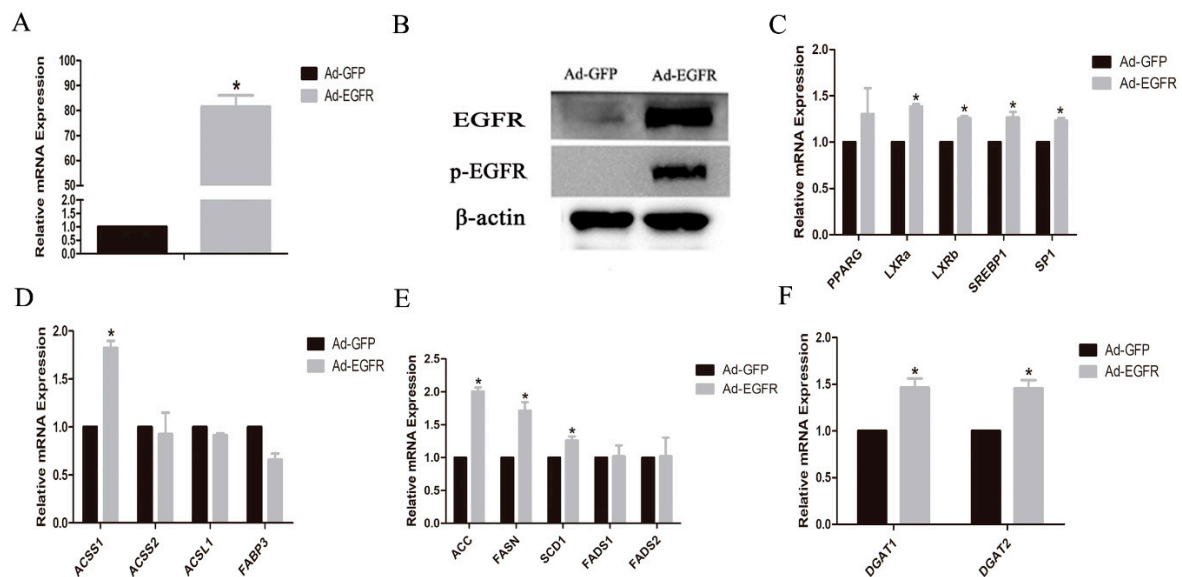 A
Relative mRNA Expression
100
90
80
70
60
50
2.0
1.5
1.0
0.5
0.0
*
Ad-GFP
Ad-EGFR
B
Ad-GFP Ad-EGFR
EGFR
p-EGFR
β-actin
C
Relative mRNA Expression
2.0
1.5
1.0
0.5
0.0
* * * *
PPARG LXRa LXRb SREBP1 SP1
Ad-GFP
Ad-EGFR
D
Relative mRNA Expression
2.0
1.5
1.0
0.5
0.0
*
ACSS1 ACSS2 ACSL1 FABP3
Ad-GFP
Ad-EGFR
E
Relative mRNA Expression
2.5
2.0
1.5
1.0
0.5
0.0
* * *
ACC FASN SCD1 FADS1 FADS2
Ad-GFP
Ad-EGFR
F
Relative mRNA Expression
2.0
1.5
1.0
0.5
0.0
* *
DGAT1 DGAT2
Ad-GFP
Ad-EGFR